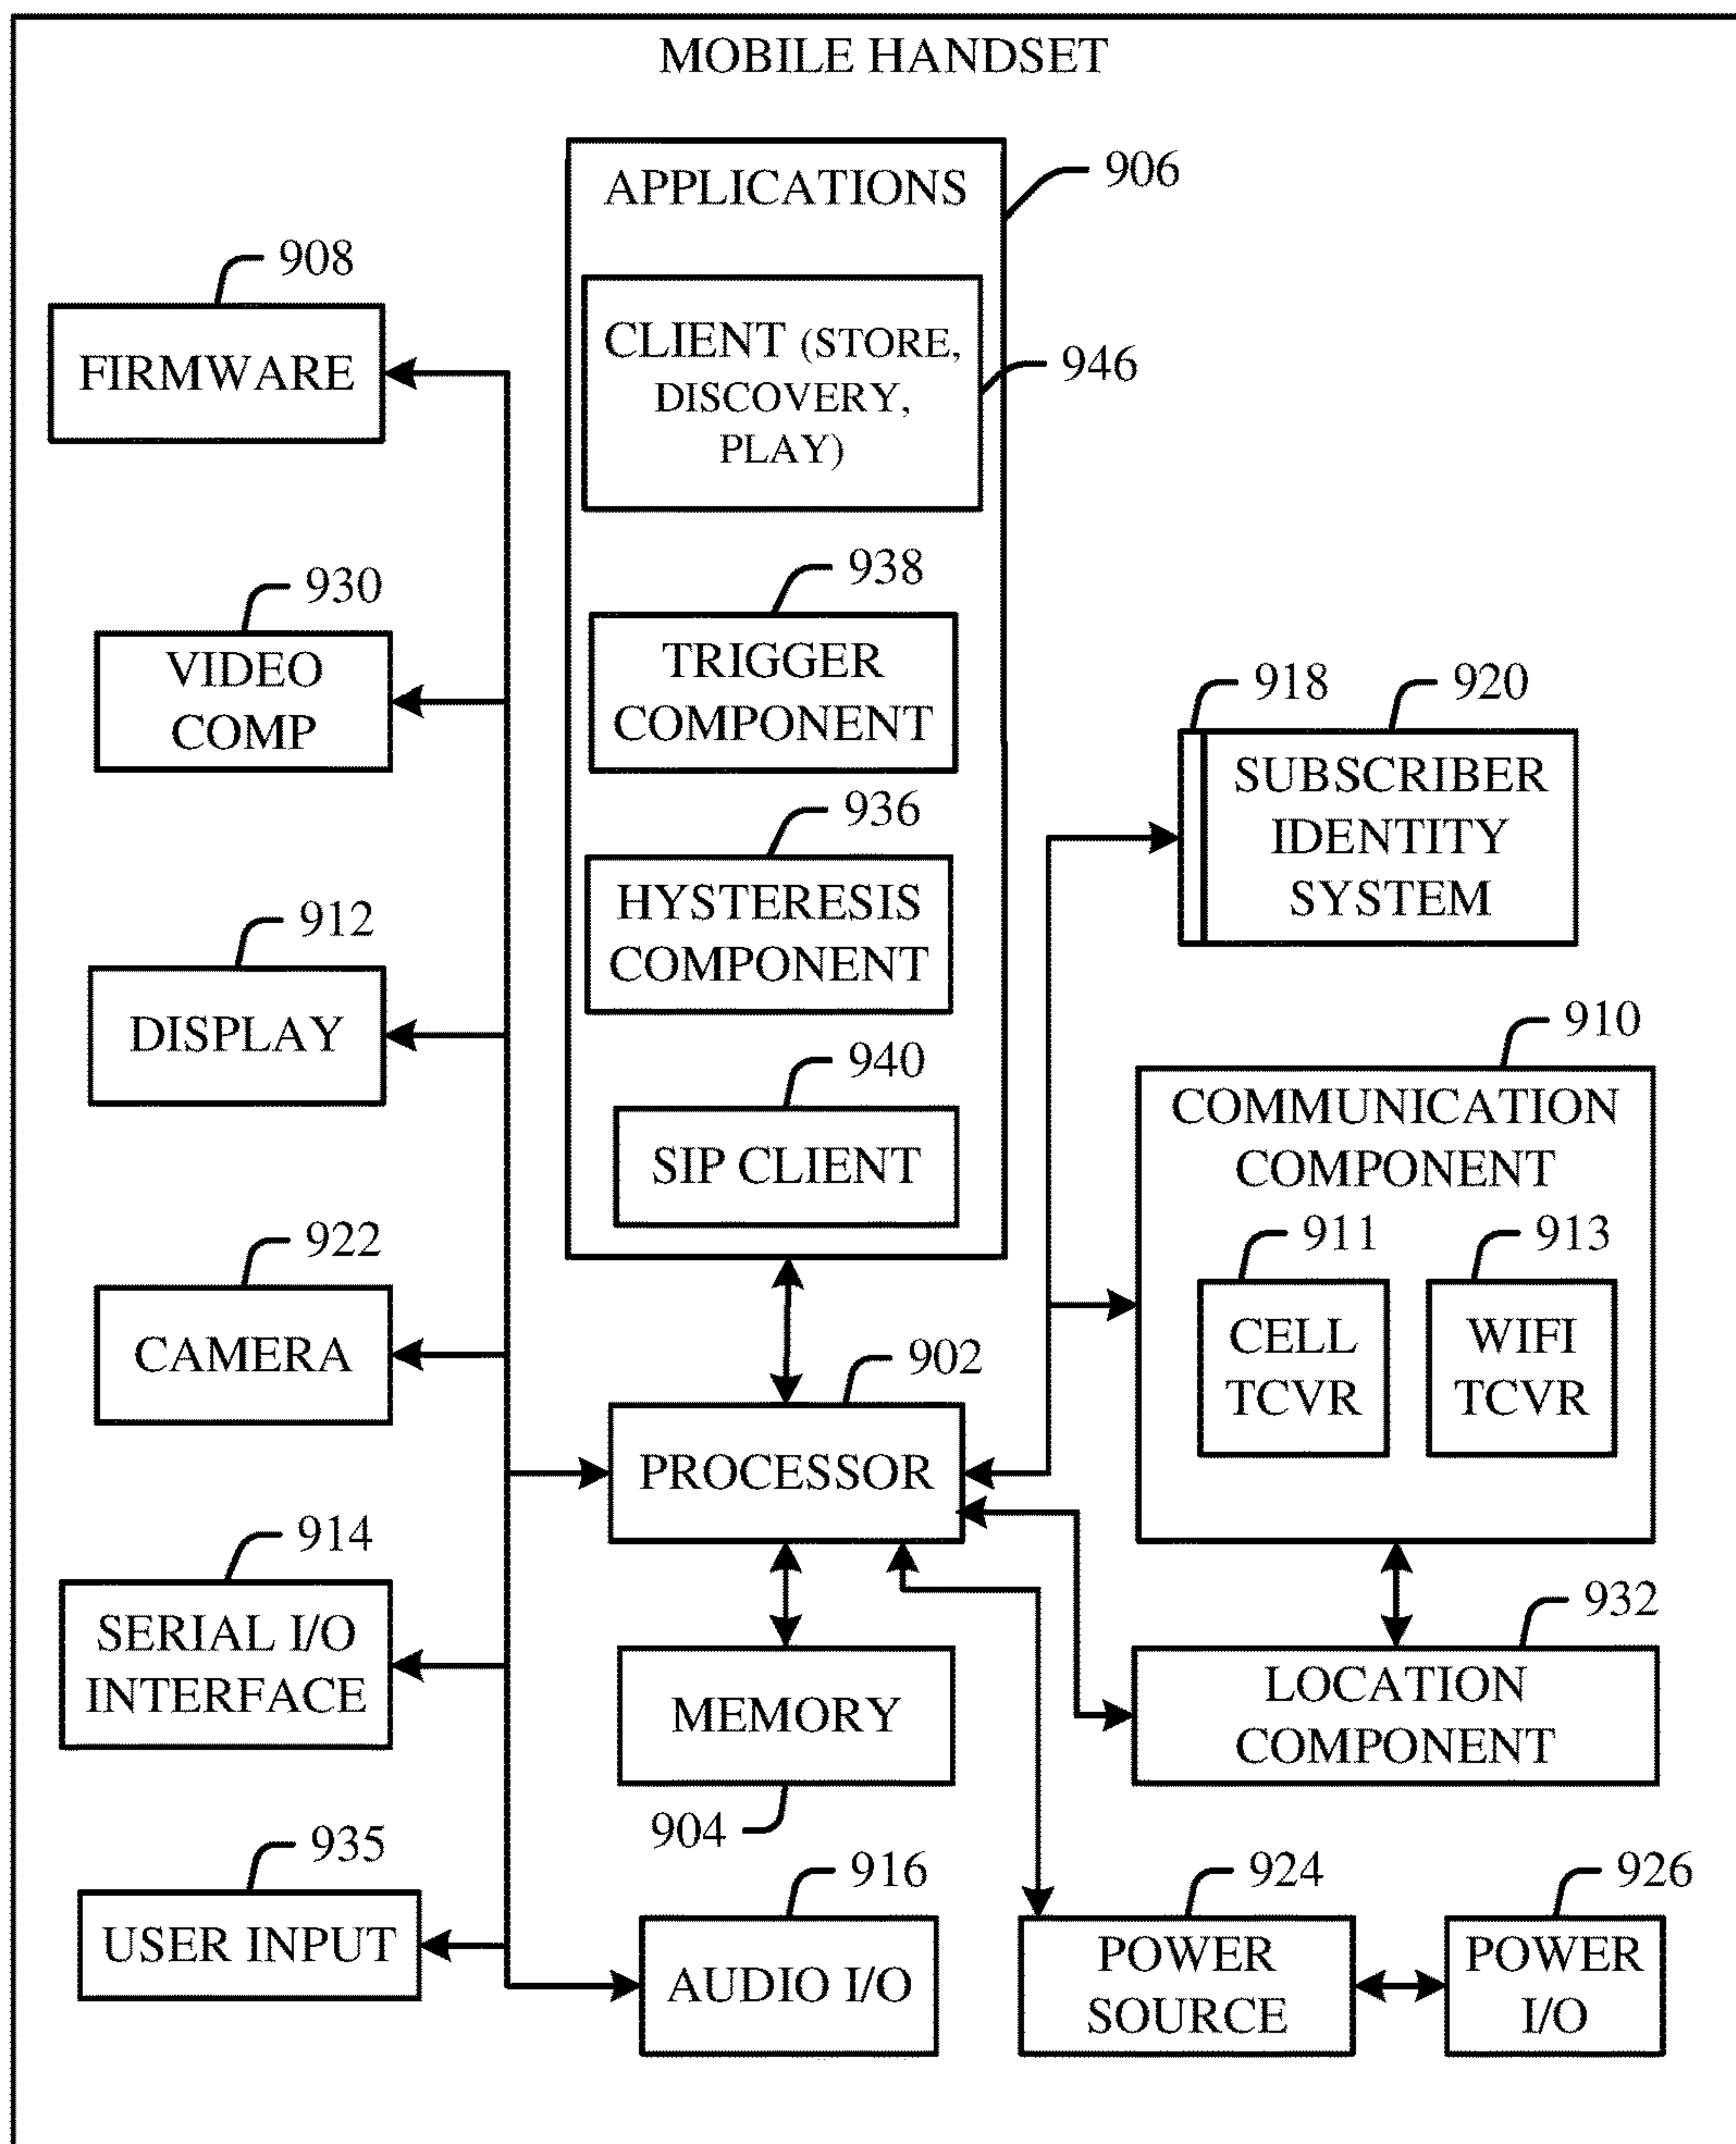 MOBILE HANDSET
906
APPLICATIONS
908
FIRMWARE
CLIENT (STORE,
DISCOVERY,
PLAY)
946
938
TRIGGER
COMPONENT
930
VIDEO
COMP
918
920
SUBSCRIBER
IDENTITY
SYSTEM
936
HYSTERESIS
COMPONENT
912
DISPLAY
940
SIP CLIENT
910
COMMUNICATION
COMPONENT
911
CELL
TCVR
913
WIFI
TCVR
922
CAMERA
902
PROCESSOR
914
SERIAL I/O
INTERFACE
MEMORY
904
932
LOCATION
COMPONENT
935
USER INPUT
916
AUDIO I/O
924
POWER
SOURCE
926
POWER
I/O